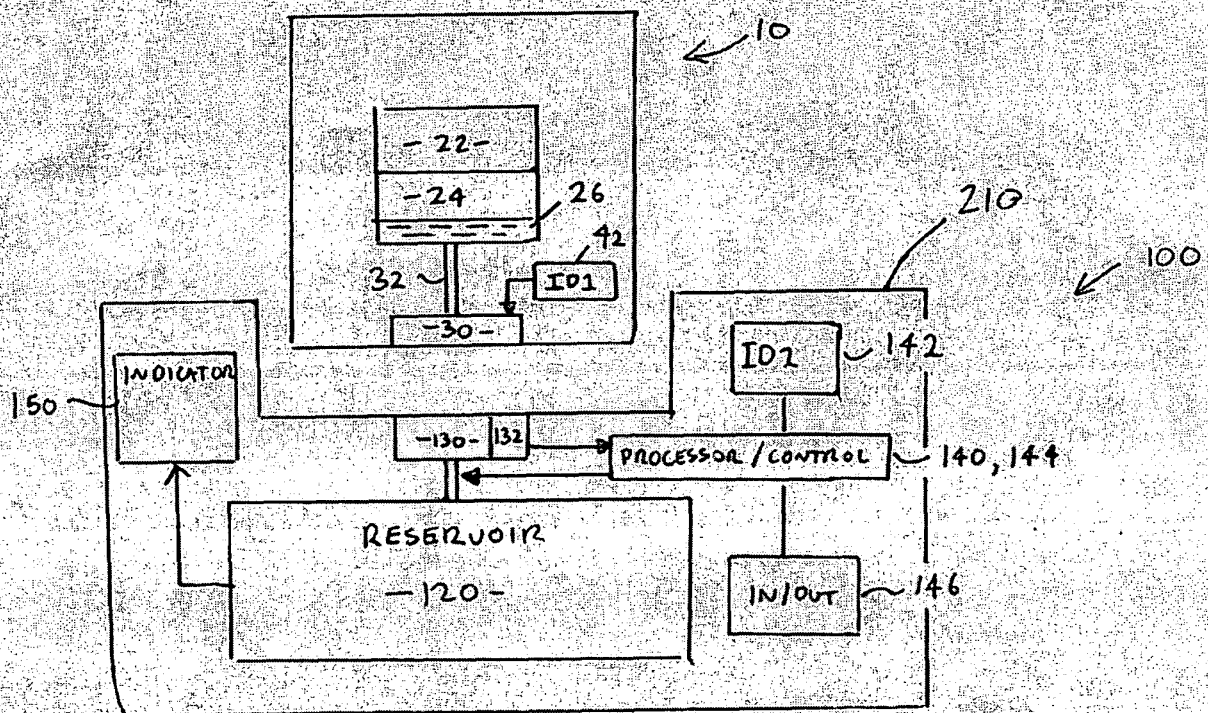 10
-22-
-24
26
210
42
100
32
ID1
-30-
ID2
142
INDICATOR
150
-130-
132
PROCESSOR/CONTROL
140, 144
RESERVOIR
-120-
IN/OUT
146